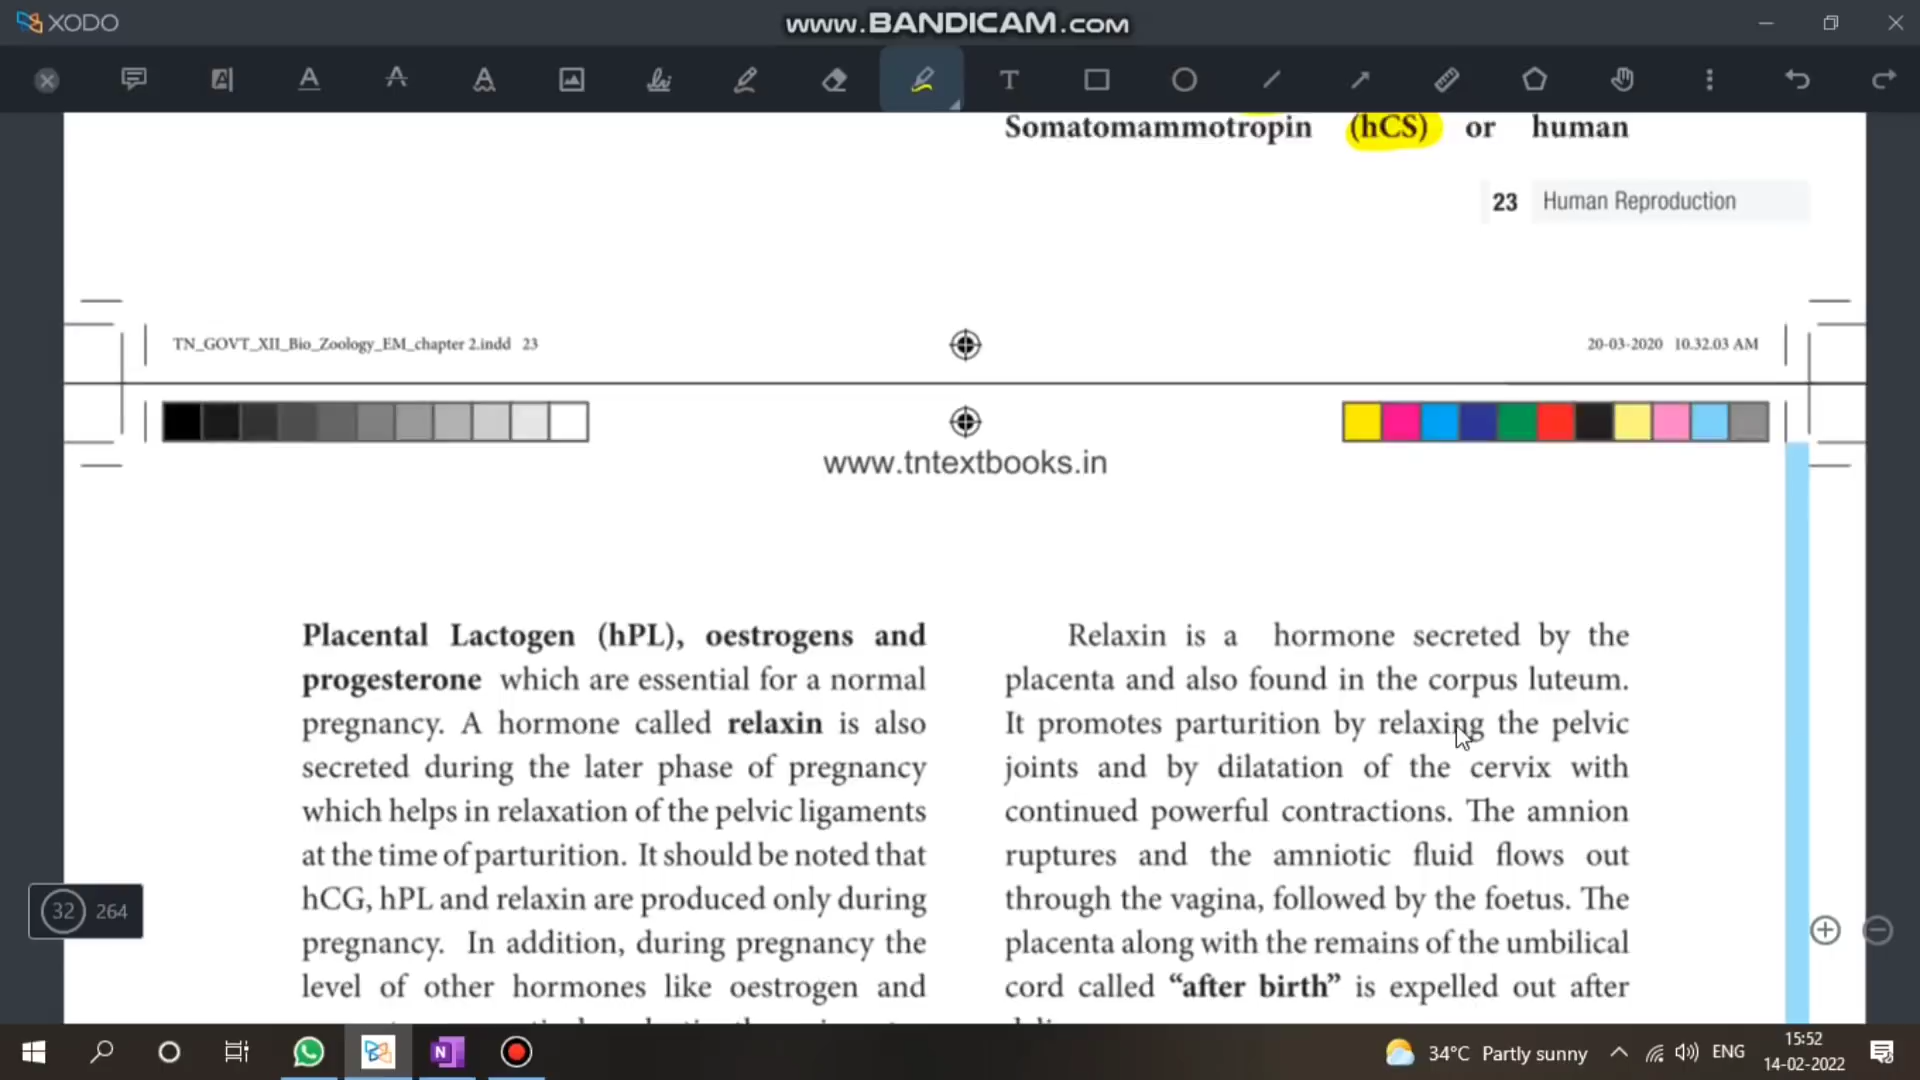 XODO
www.BANDICAM.com
T
Somatomammotropin (hCS) or human
23 Human Reproduction
TN_GOVT_XII_Bio_Zoology_EM_chapter 2.indd 23
20-03-2020 10.32.03 AM
www.tntextbooks.in
Placental Lactogen (hPL), oestrogens and
progesterone which are essential for a normal
pregnancy. A hormone called relaxin is also
secreted during the later phase of pregnancy
which helps in relaxation of the pelvic ligaments
at the time of parturition. It should be noted that
hCG, hPL and relaxin are produced only during
pregnancy. In addition, during pregnancy the
level of other hormones like oestrogen and
Relaxin is a hormone secreted by the
placenta and also found in the corpus luteum.
It promotes parturition by relaxing the pelvic
joints and by dilatation of the cervix with
continued powerful contractions. The amnion
ruptures and the amniotic fluid flows out
through the vagina, followed by the foetus. The
placenta along with the remains of the umbilical
cord called “after birth” is expelled out after
32 264
N
34°C Partly sunny
ENG
15:52
14-02-2022